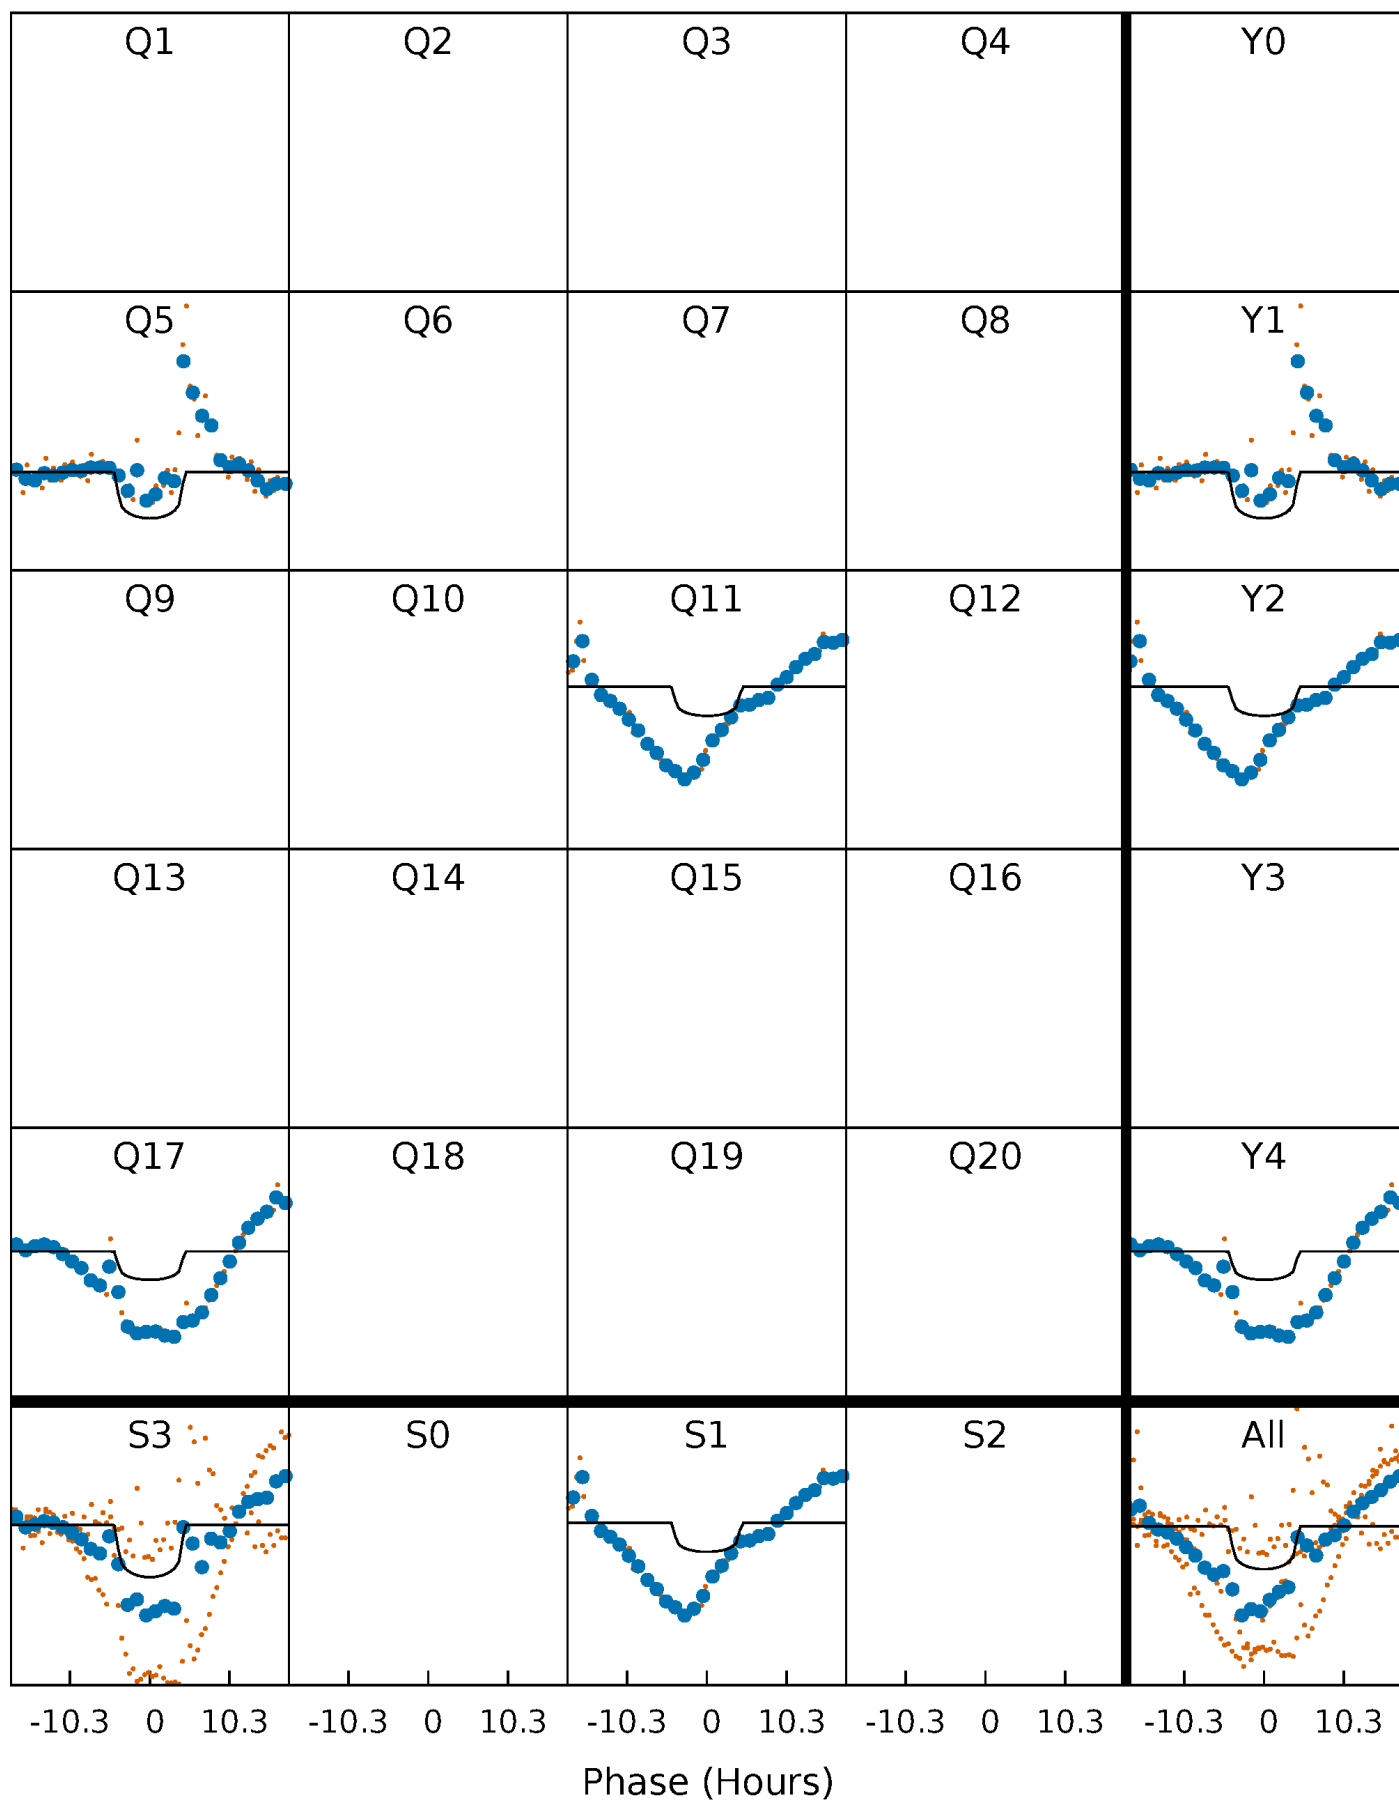 Q1 Q2 Q3 Q4 Y0
Q5 Q6 Q7 Q8 Y1
Q9 Q10 Q11 Q12 Y2
Q13 Q14 Q15 Q16 Y3
Q17 Q18 Q19 Q20 Y4
S3 S0 S1 S2 All
-10.3 0 10.3 -10.3 0 10.3 -10.3 0 10.3 -10.3 0 10.3 -10.3 0 10.3
Phase (Hours)